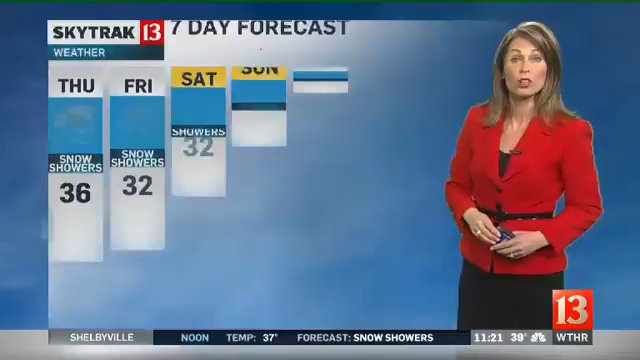 SKYTRAK 13 7 DAY FORECAST
WEATHER
THU FRI SAT SUN
SNOW SHOWERS SNOW SHOWERS SHOWERS
36 32 32
13
SHELBYVILLE NOON TEMP: 37° FORECAST: SNOW SHOWERS 11:21 39° WTHR